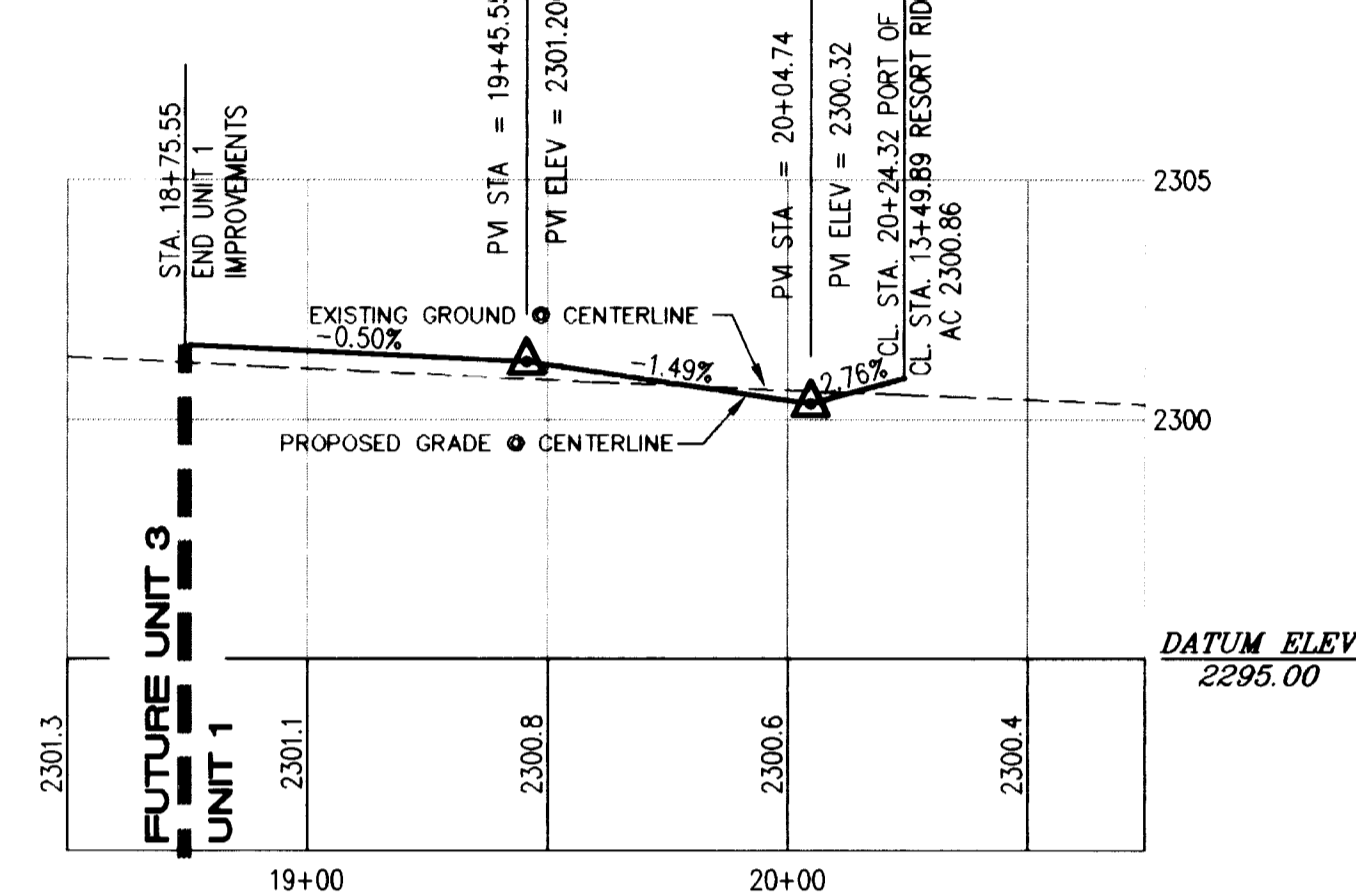 STA. 18+75.55
END UNIT 1
IMPROVEMENTS
PVI STA = 19+45.55
PVI ELEV = 2301.20
PVI STA = 20+04.74
PVI ELEV = 2300.32
CL. STA. 20+24.32 PORT OF
CL. STA. 13+49.89 RESORT
AC 2300.86
2305
EXISTING GROUND @ CENTERLINE
-0.50%
-1.49%
2.76%
2300
PROPOSED GRADE @ CENTERLINE
FUTURE UNIT 3
UNIT 1
DATUM ELEV
2295.00
2301.3
2301.1
2300.8
2300.6
2300.4
19+00
20+00